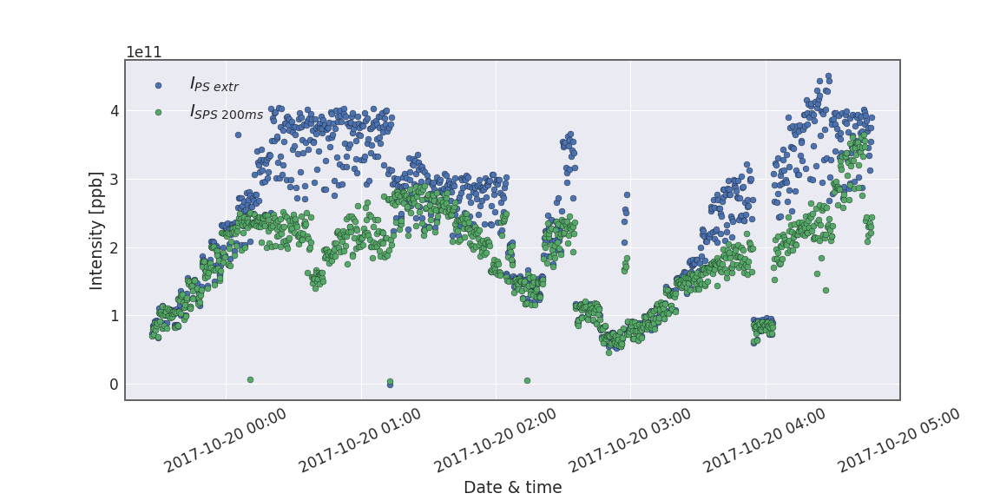 1e11
I_PS extr
I_SPS 200ms
4
3
2
1
0
Intensity [ppb]
2017-10-20 00:00
2017-10-20 01:00
2017-10-20 02:00
2017-10-20 03:00
2017-10-20 04:00
2017-10-20 05:00
Date & time